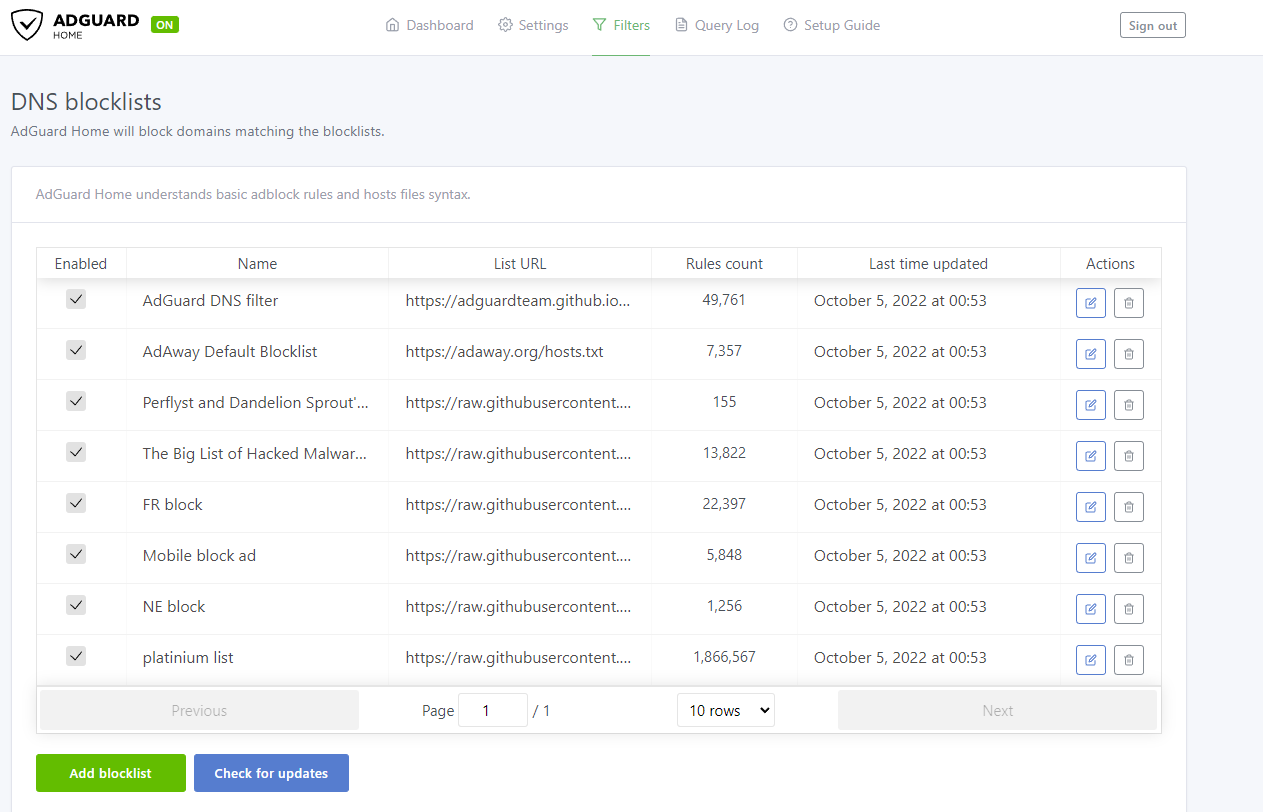 ADGUARD HOME ON Dashboard Settings Filters Query Log Setup Guide Sign out
DNS blocklists
AdGuard Home will block domains matching the blocklists.
AdGuard Home understands basic adblock rules and hosts files syntax.
Enabled Name List URL Rules count Last time updated Actions
AdGuard DNS filter https://adguardteam.github.io... 49,761 October 5, 2022 at 00:53
AdAway Default Blocklist https://adaway.org/hosts.txt 7,357 October 5, 2022 at 00:53
Perflyst and Dandelion Sprout'... https://raw.githubusercontent.... 155 October 5, 2022 at 00:53
The Big List of Hacked Malwar... https://raw.githubusercontent.... 13,822 October 5, 2022 at 00:53
FR block https://raw.githubusercontent.... 22,397 October 5, 2022 at 00:53
Mobile block ad https://raw.githubusercontent.... 5,848 October 5, 2022 at 00:53
NE block https://raw.githubusercontent.... 1,256 October 5, 2022 at 00:53
platinium list https://raw.githubusercontent.... 1,866,567 October 5, 2022 at 00:53
Previous Page 1 / 1 10 rows Next
Add blocklist Check for updates